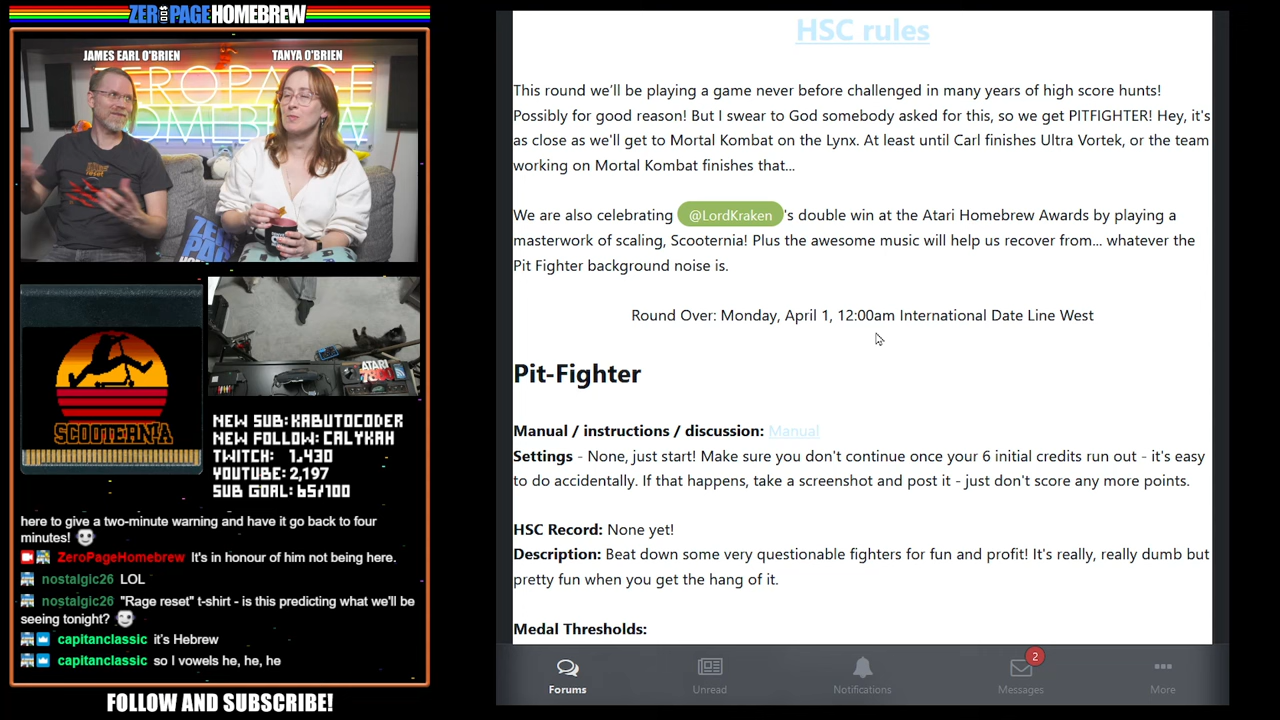 ZERO PAGE HOMEBREW
JAMES EARL O'BRIEN
TANYA O'BRIEN
ZEROPAGE
HOMEBREW
SCOOTERNIA
ATARI
7800
NEW SUB: KABUTOCODER
NEW FOLLOW: CALYKAH
TWITCH: 1,430
YOUTUBE: 2,197
SUB GOAL: 65/100
here to give a two-minute warning and have it go back to four
minutes!
ZeroPageHomebrew It's in honour of him not being here.
nostalgic26 LOL
nostalgic26 "Rage reset" t-shirt - is this predicting what we'll be
seeing tonight?
capitanclassic it's Hebrew
capitanclassic so I vowels he, he, he
FOLLOW AND SUBSCRIBE!
HSC rules
This round we'll be playing a game never before challenged in many years of high score hunts!
Possibly for good reason! But I swear to God somebody asked for this, so we get PITFIGHTER! Hey, it's
as close as we'll get to Mortal Kombat on the Lynx. At least until Carl finishes Ultra Vortek, or the team
working on Mortal Kombat finishes that...
We are also celebrating @LordKraken 's double win at the Atari Homebrew Awards by playing a
masterwork of scaling, Scooternia! Plus the awesome music will help us recover from... whatever the
Pit Fighter background noise is.
Round Over: Monday, April 1, 12:00am International Date Line West
Pit-Fighter
Manual / instructions / discussion: Manual
Settings - None, just start! Make sure you don't continue once your 6 initial credits run out - it's easy
to do accidentally. If that happens, take a screenshot and post it - just don't score any more points.
HSC Record: None yet!
Description: Beat down some very questionable fighters for fun and profit! It's really, really dumb but
pretty fun when you get the hang of it.
Medal Thresholds:
2
Forums
Unread
Notifications
Messages
More